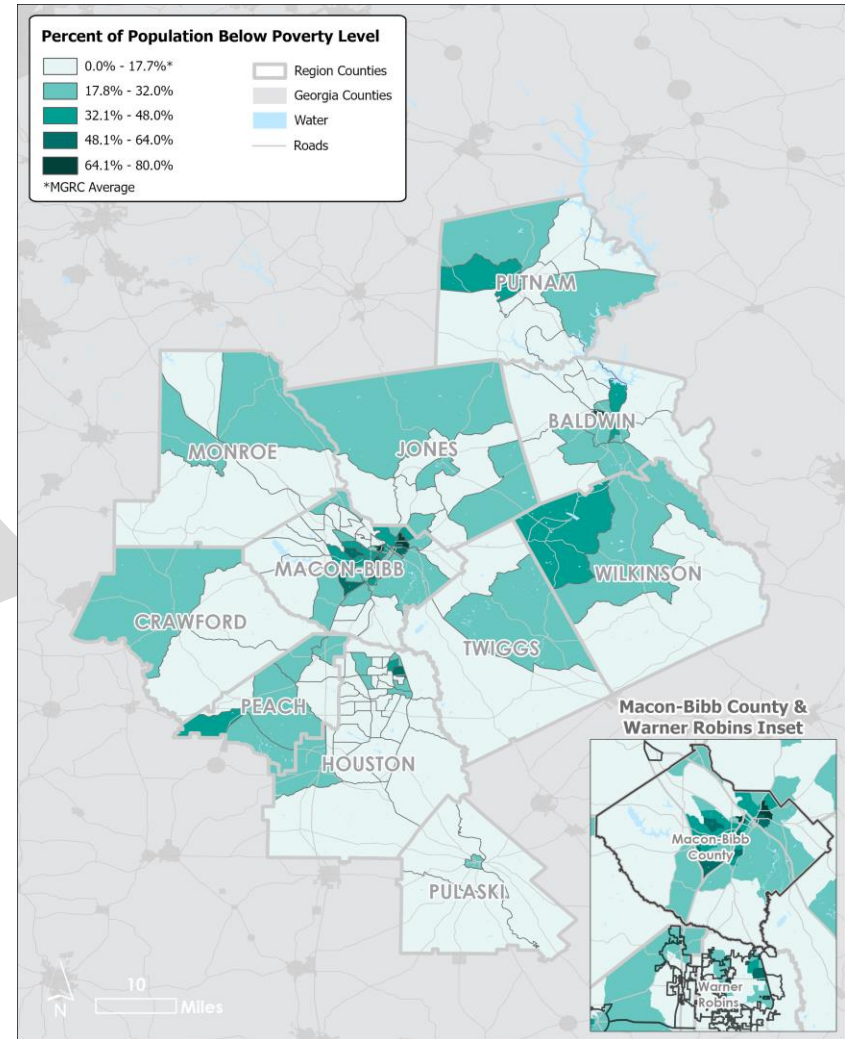 Percent of Population Below Poverty Level
0.0% - 17.7%*
17.8% - 32.0%
32.1% - 48.0%
48.1% - 64.0%
64.1% - 80.0%
*MGRC Average
Region Counties
Georgia Counties
Water
Roads
PUTNAM
BALDWIN
MONROE
JONES
MACON-BIBB
WILKINSON
CRAWFORD
TWIGGS
PEACH
HOUSTON
PULASKI
Macon-Bibb County &
Warner Robins Inset
Macon-Bibb
County
Warner
Robins
N
10
Miles